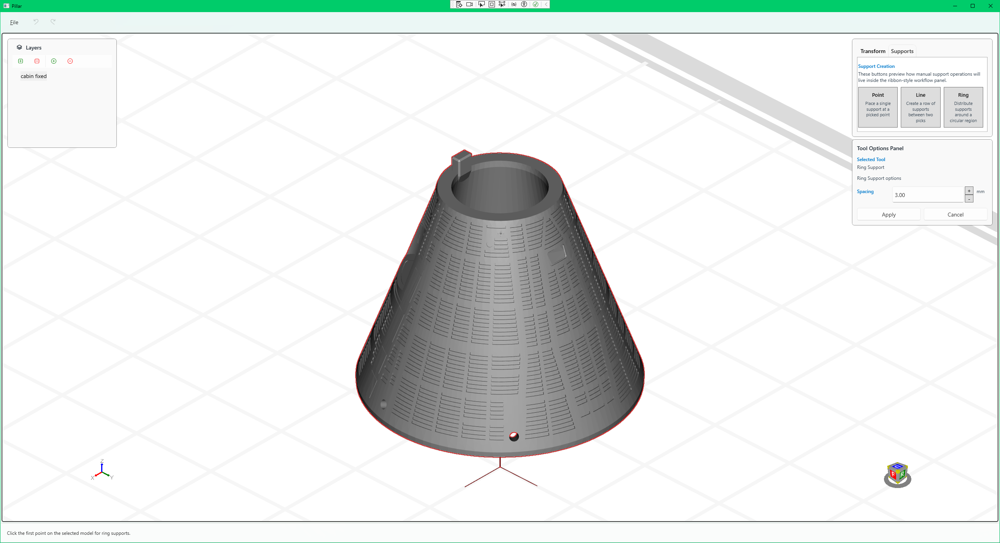 Pillar
File
Layers
cabin fixed
Transform
Supports
Support Creation
These buttons preview how manual support operations will
live inside the ribbon-style workflow panel.
Point
Place a single
support at a
picked point
Line
Create a row of
supports
between two
picks
Ring
Distribute
supports
around a
circular region
Tool Options Panel
Selected Tool
Ring Support
Ring Support options
Spacing
3.00
+
-
mm
Apply
Cancel
Z
X
Y
F
R
Click the first point on the selected model for ring supports.